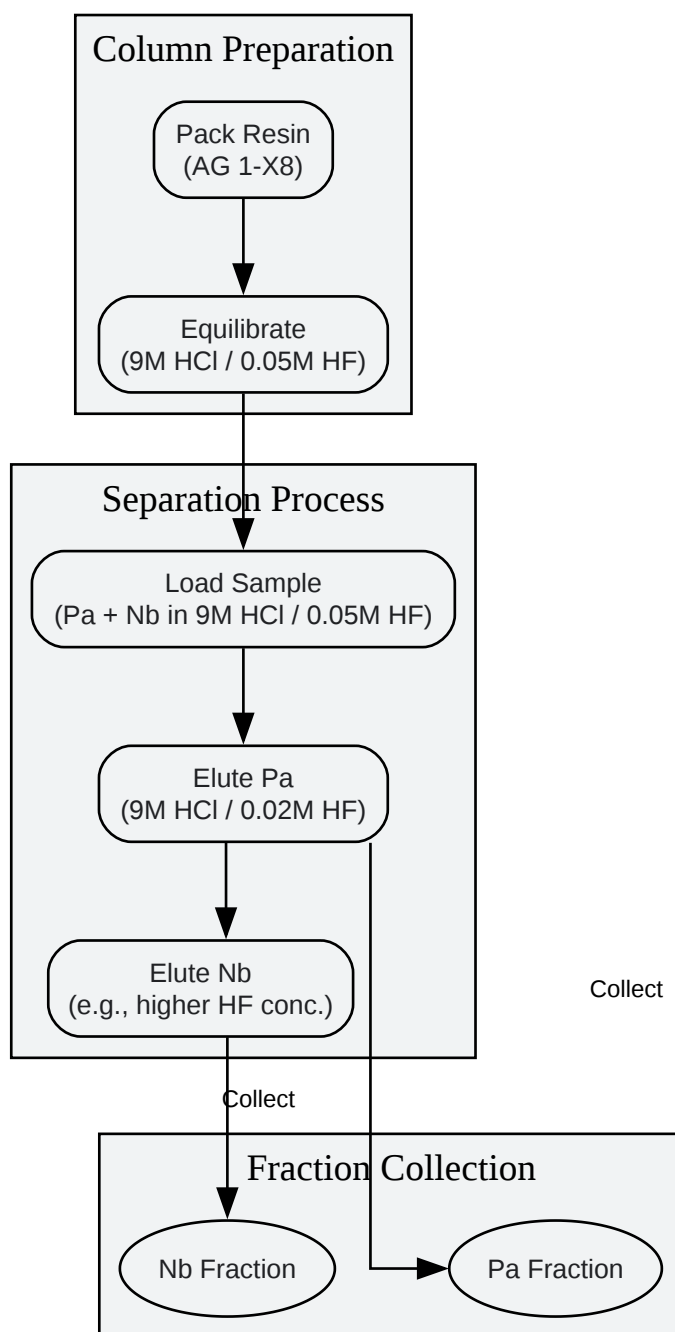 Column Preparation
Pack Resin
(AG 1-X8)
Equilibrate
(9M HCl / 0.05M HF)
Separation Process
Load Sample
(Pa + Nb in 9M HCl / 0.05M HF)
Elute Pa
(9M HCl / 0.02M HF)
Elute Nb
(e.g., higher HF conc.)
Collect
Collect
Fraction Collection
Nb Fraction
Pa Fraction